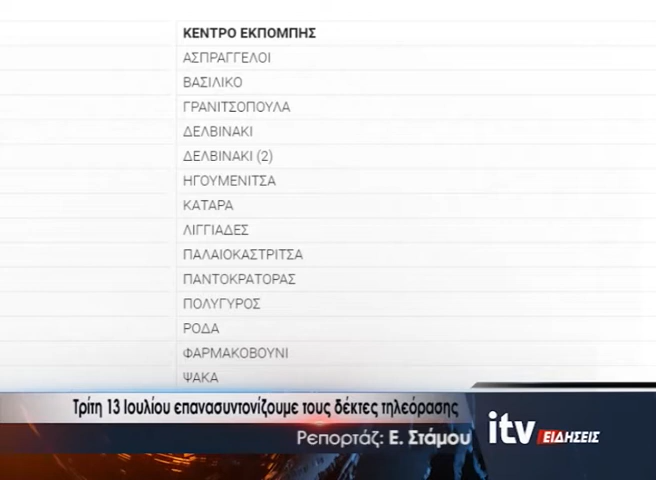 ΚΕΝΤΡΟ ΕΚΠΟΜΠΗΣ
ΑΣΠΡΑΓΓΕΛΟΙ
ΒΑΣΙΛΙΚΟ
ΓΡΑΝΙΤΣΟΠΟΥΛΑ
ΔΕΛΒΙΝΑΚΙ
ΔΕΛΒΙΝΑΚΙ (2)
ΗΓΟΥΜΕΝΙΤΣΑ
ΚΑΤΑΡΑ
ΛΙΓΓΙΑΔΕΣ
ΠΑΛΑΙΟΚΑΣΤΡΙΤΣΑ
ΠΑΝΤΟΚΡΑΤΟΡΑΣ
ΠΟΛΥΓΥΡΟΣ
ΡΟΔΑ
ΦΑΡΜΑΚΟΒΟΥΝΙ
ΨΑΚΑ
Τρίτη 13 Ιουλίου επανασυντονίζουμε τους δέκτες τηλεόρασης
Ρεπορτάζ: Ε. Στάμου
itv ΕΙΔΗΣΕΙΣ